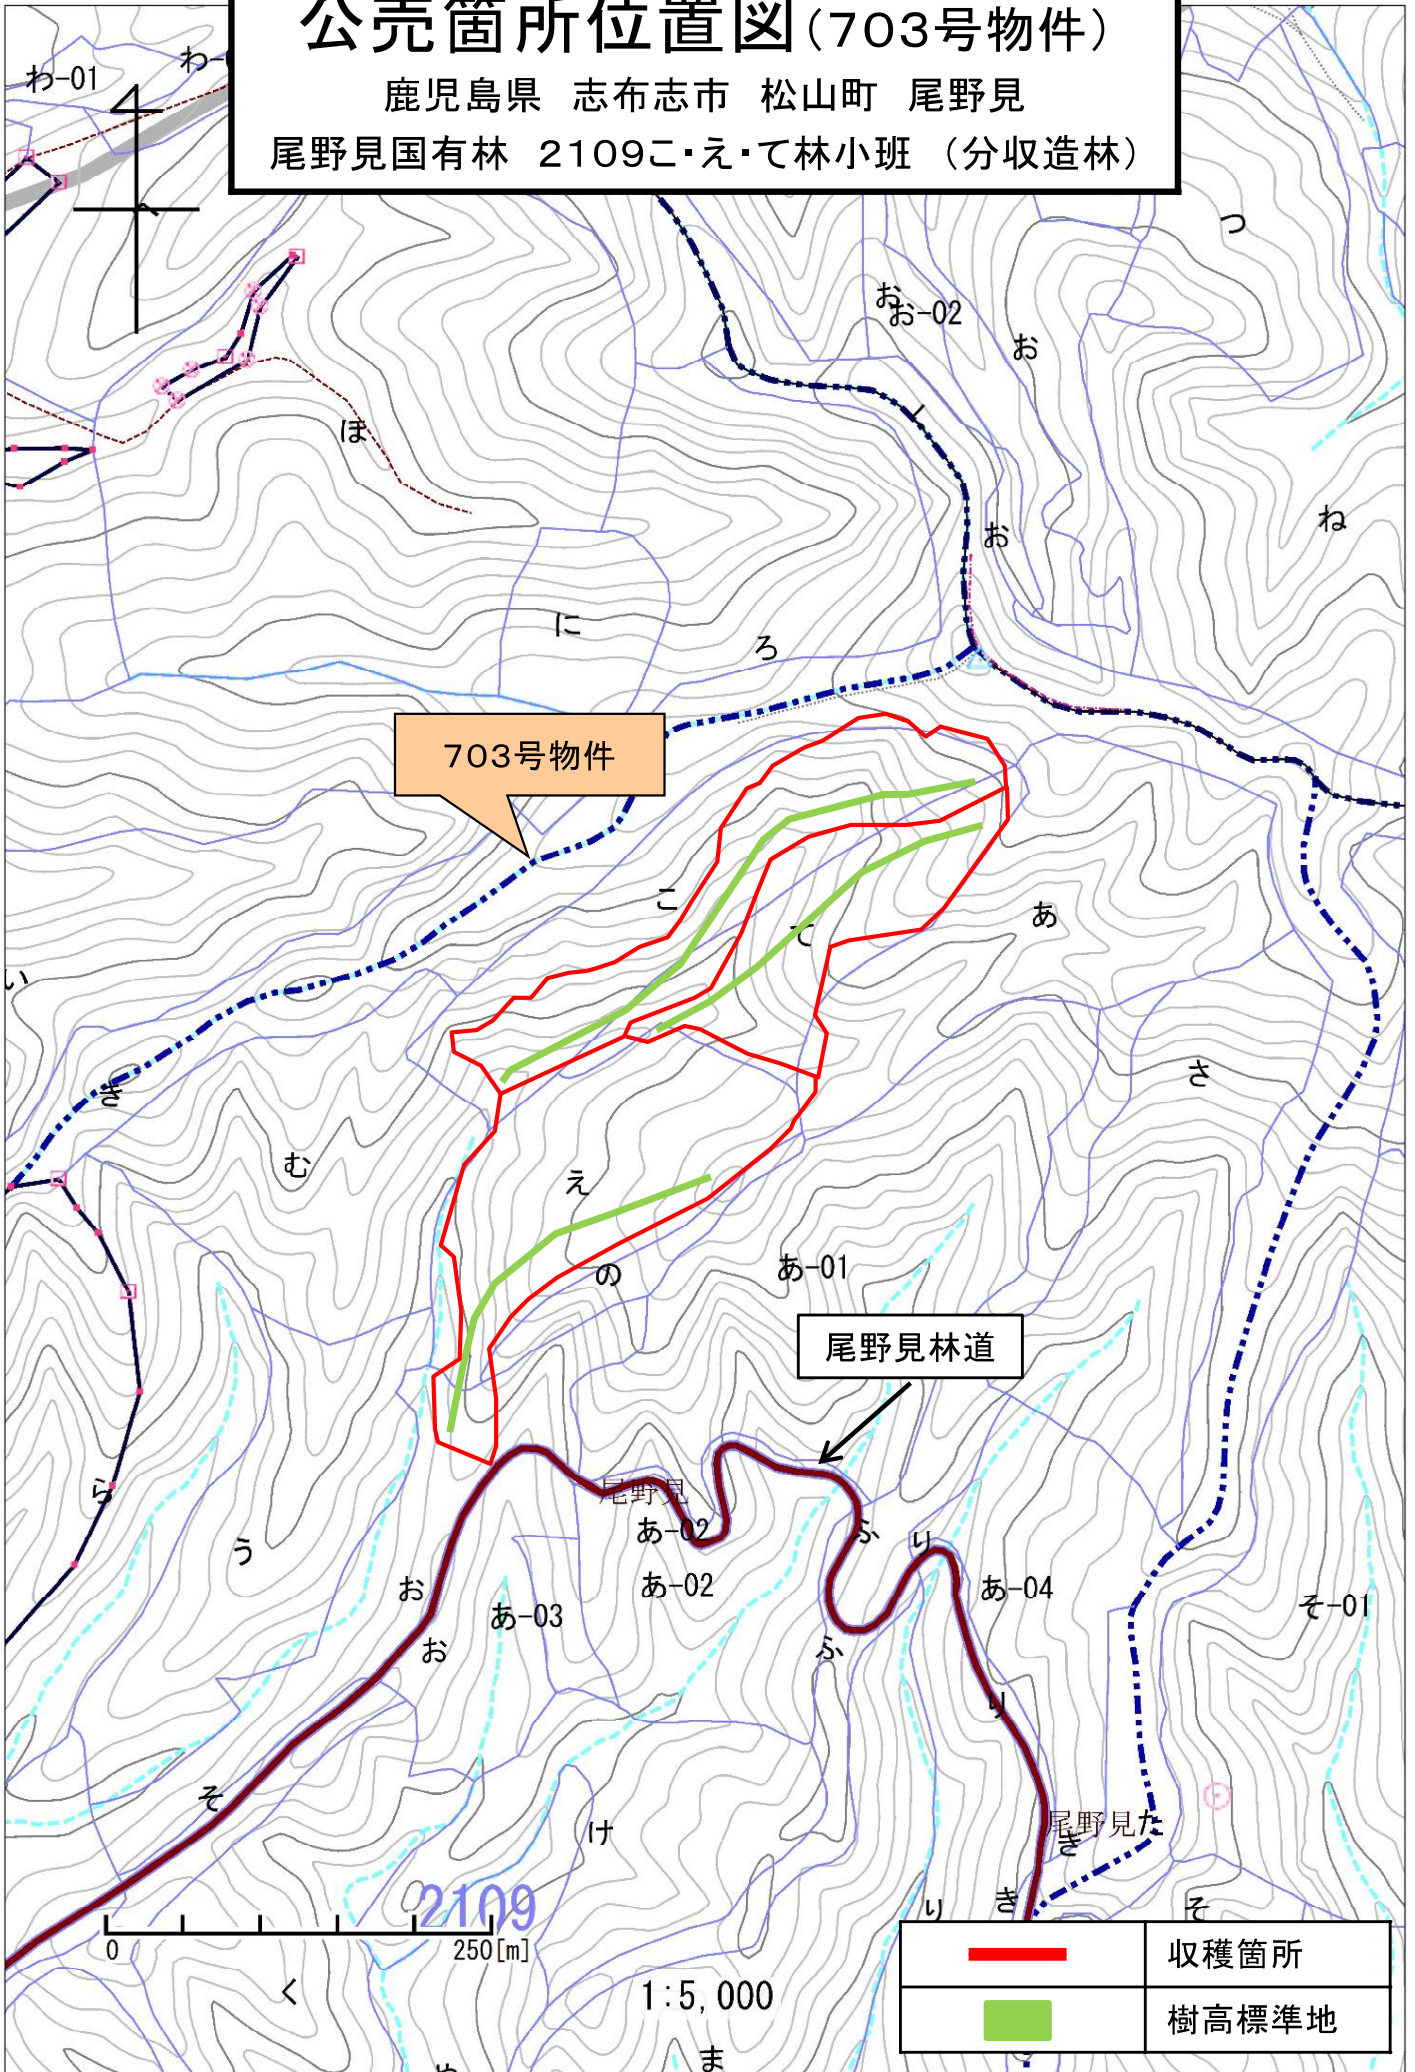 公売箇所位置図(703号物件)
鹿児島県 志布志市 松山町 尾野見
尾野見国有林 2109こ・え・て林小班 (分収造林)
わ-01
わ-
つ
お
お-02
お
ほ
ね
お
に
ろ
703号物件
こ
て
あ
い
さ
き
む
え
の
あ-01
尾野見林道
ら
尾野見
あ-02
う
ふ
り
お
あ-02
あ-04
あ-03
そ-01
お
ふ
り
そ
け
尾野見
た
き
2109
り
き
そ
0
250[m]
収穫箇所
く
1:5,000
樹高標準地
ま